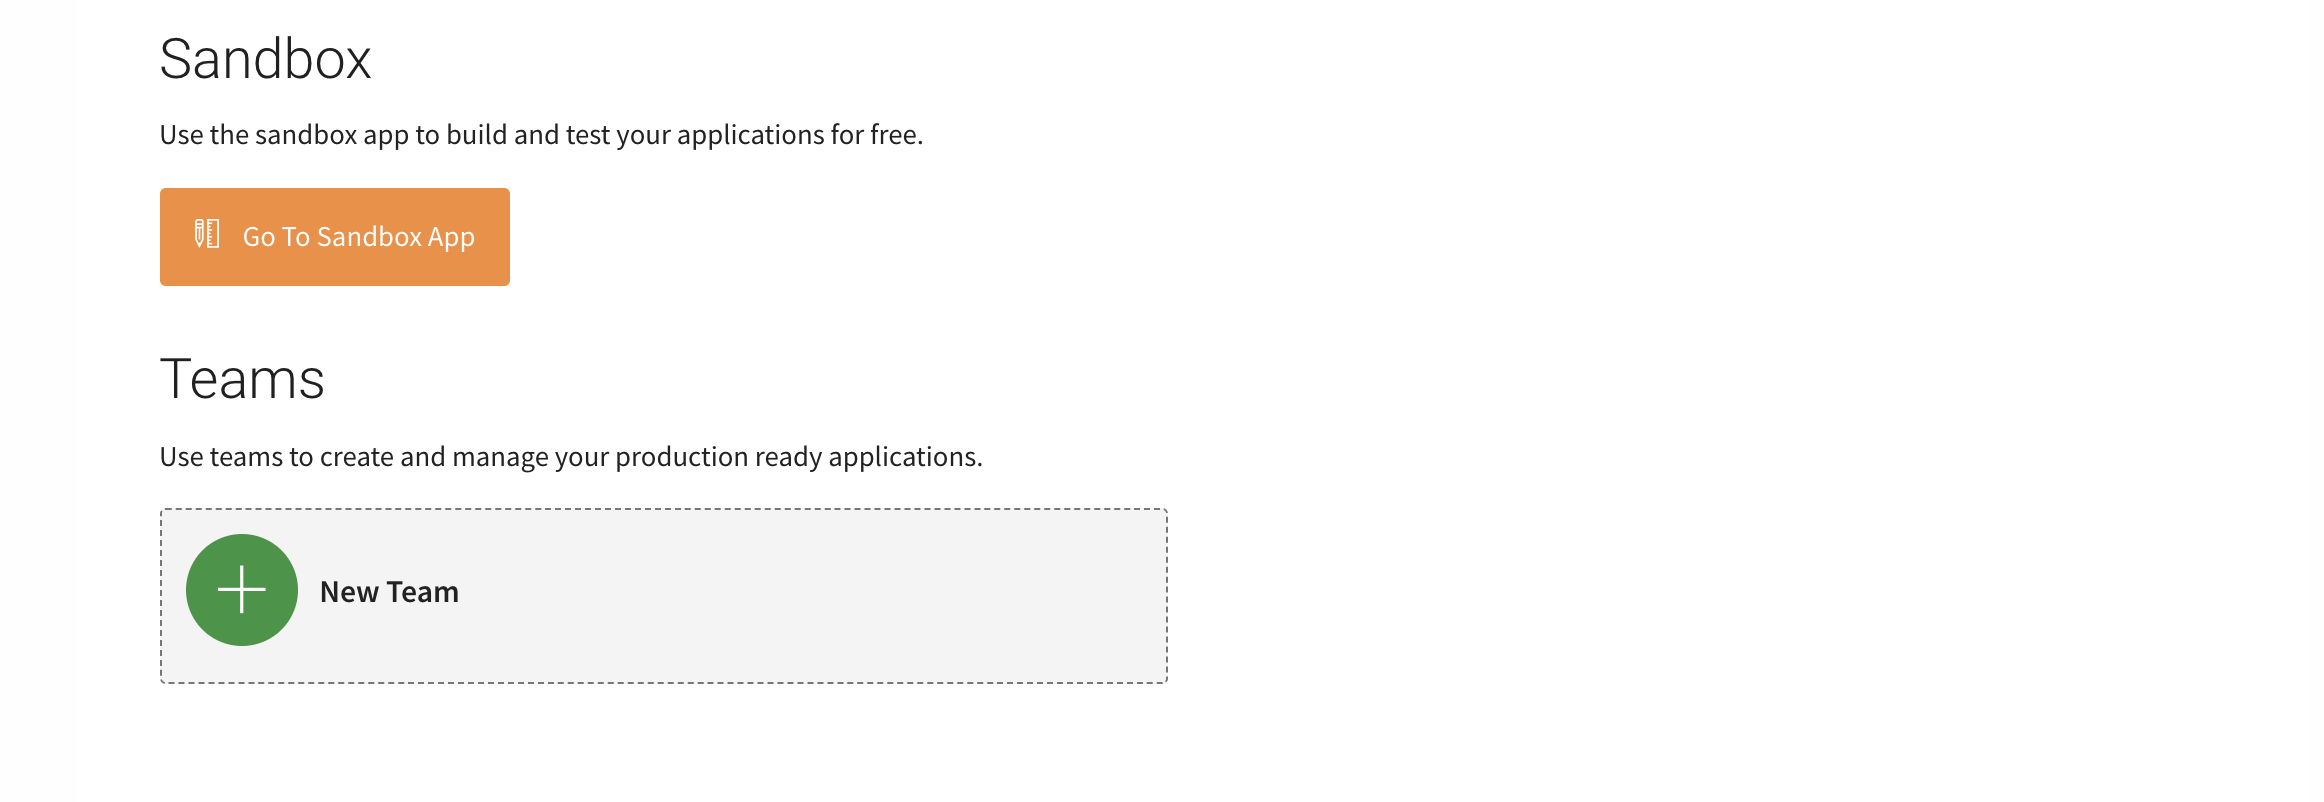 Sandbox
Use the sandbox app to build and test your applications for free.
Go To Sandbox App
Teams
Use teams to create and manage your production ready applications.
New Team